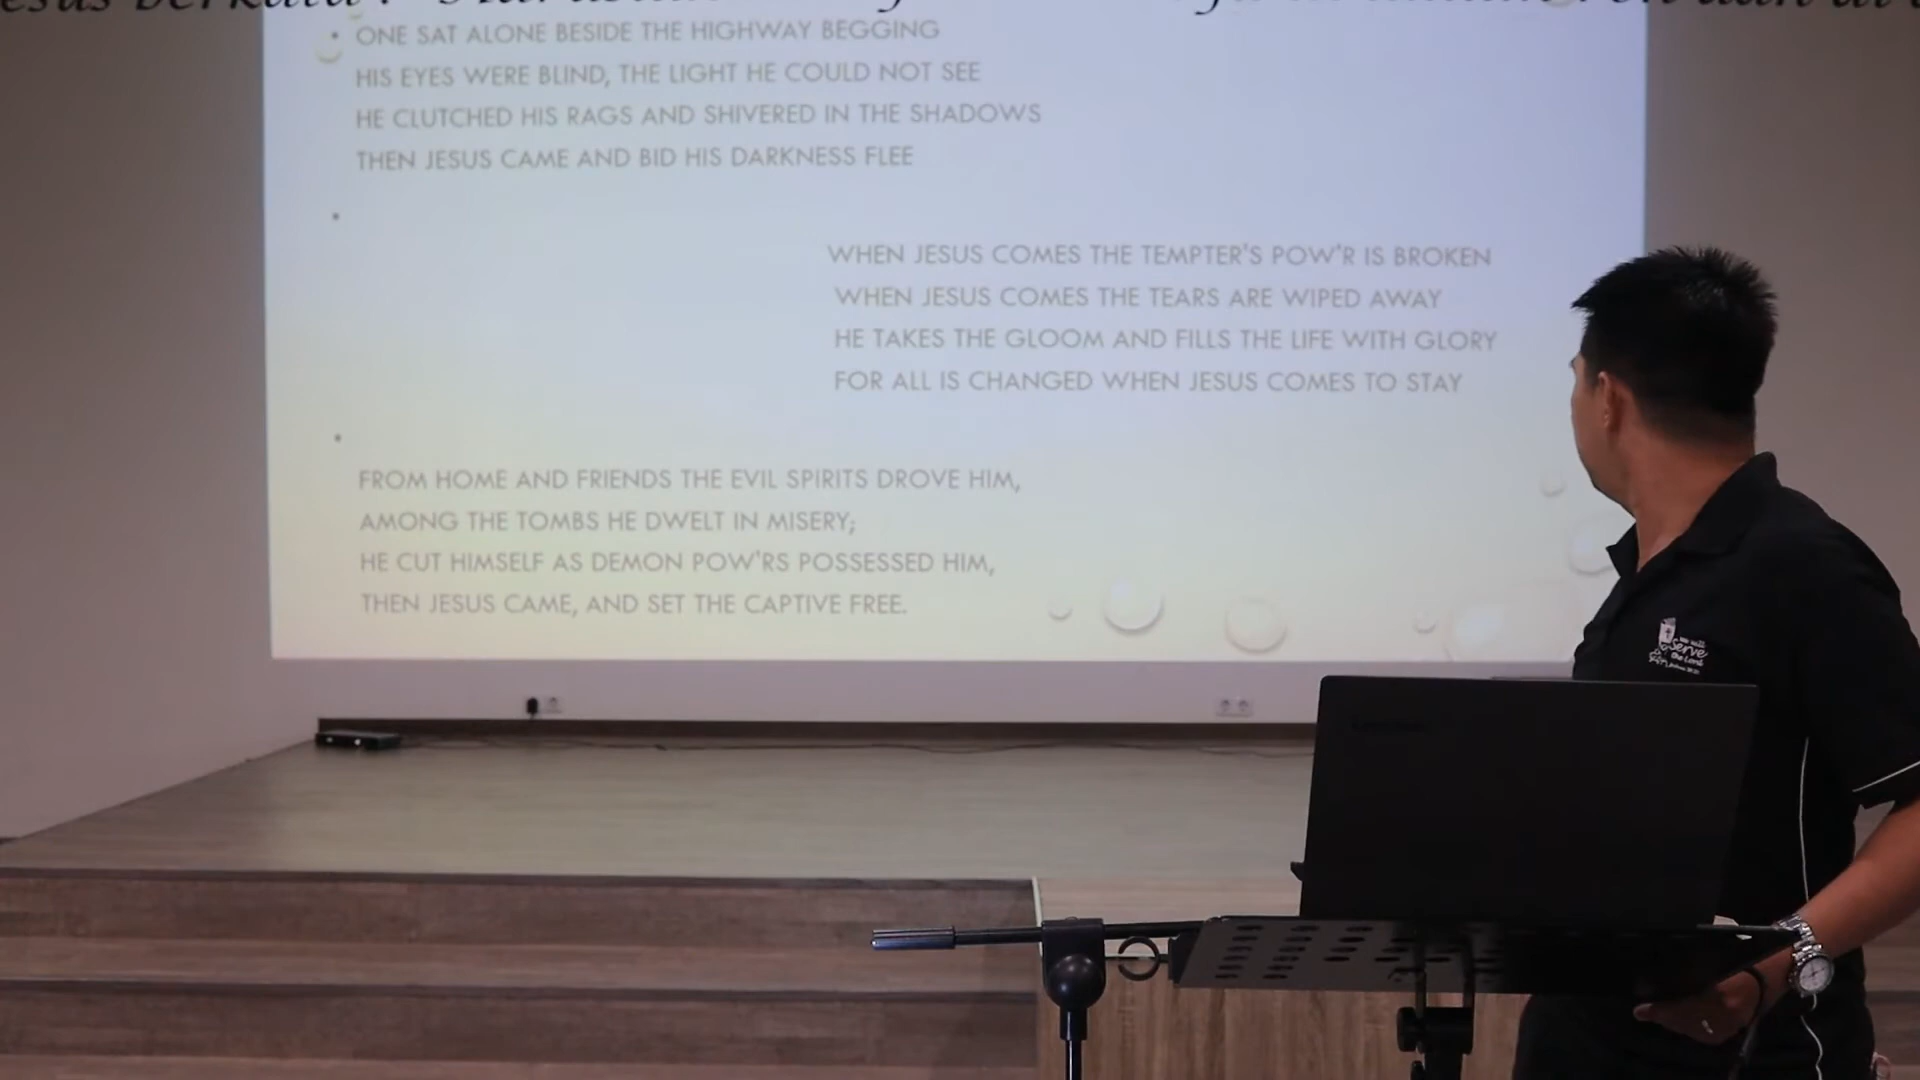 ONE SAT ALONE BESIDE THE HIGHWAY BEGGING
HIS EYES WERE BLIND, THE LIGHT HE COULD NOT SEE
HE CLUTCHED HIS RAGS AND SHIVERED IN THE SHADOWS
THEN JESUS CAME AND BID HIS DARKNESS FLEE
WHEN JESUS COMES THE TEMPTER'S POW'R IS BROKEN
WHEN JESUS COMES THE TEARS ARE WIPED AWAY
HE TAKES THE GLOOM AND FILLS THE LIFE WITH GLORY
FOR ALL IS CHANGED WHEN JESUS COMES TO STAY
FROM HOME AND FRIENDS THE EVIL SPIRITS DROVE HIM,
AMONG THE TOMBS HE DWELT IN MISERY;
HE CUT HIMSELF AS DEMON POW'RS POSSESSED HIM,
THEN JESUS CAME, AND SET THE CAPTIVE FREE.
we will
Serve
the Lord